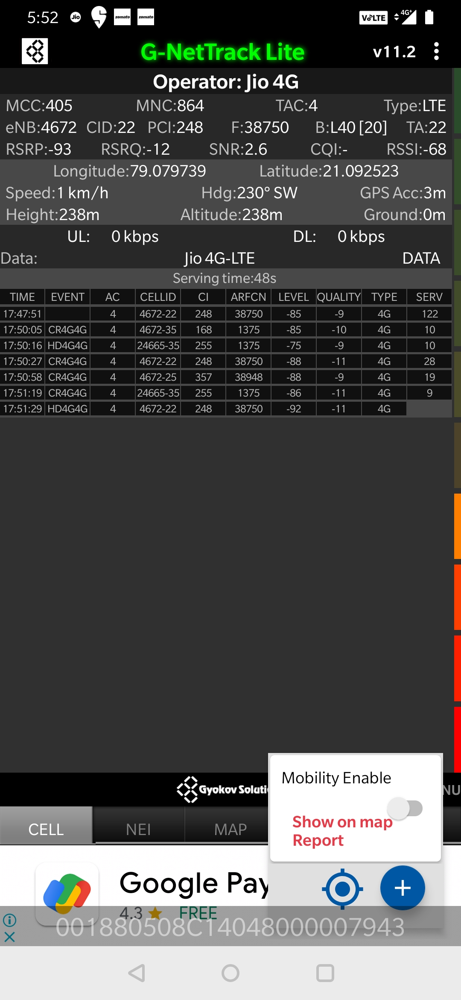 5:52 Jio zomato zomato VoLTE 4G+
G-NetTrack Lite v11.2
Operator: Jio 4G
MCC:405 MNC:864 TAC:4 Type:LTE
eNB:4672 CID:22 PCI:248 F:38750 B:L40 [20] TA:22
RSRP:-93 RSRQ:-12 SNR:2.6 CQI:- RSSI:-68
Longitude:79.079739 Latitude:21.092523
Speed:1 km/h Hdg:230° SW GPS Acc:3m
Height:238m Altitude:238m Ground:0m
UL: 0 kbps DL: 0 kbps
Data: Jio 4G-LTE DATA
Serving time:48s
TIME EVENT AC CELLID CI ARFCN LEVEL QUALITY TYPE SERV
17:47:51 4 4672-22 248 38750 -85 -9 4G 122
17:50:05 CR4G4G 4 4672-35 168 1375 -85 -10 4G 10
17:50:16 HD4G4G 4 24665-35 255 1375 -75 -9 4G 10
17:50:27 CR4G4G 4 4672-22 248 38750 -88 -11 4G 28
17:50:58 CR4G4G 4 4672-25 357 38948 -88 -9 4G 19
17:51:19 CR4G4G 4 24665-35 255 1375 -86 -11 4G 9
17:51:29 HD4G4G 4 4672-22 248 38750 -92 -11 4G
Mobility Enable
Gyokov Soluti NU
Show on map
Report
CELL NEI MAP
Google Pay
4.3 FREE
001880508C14048000007943